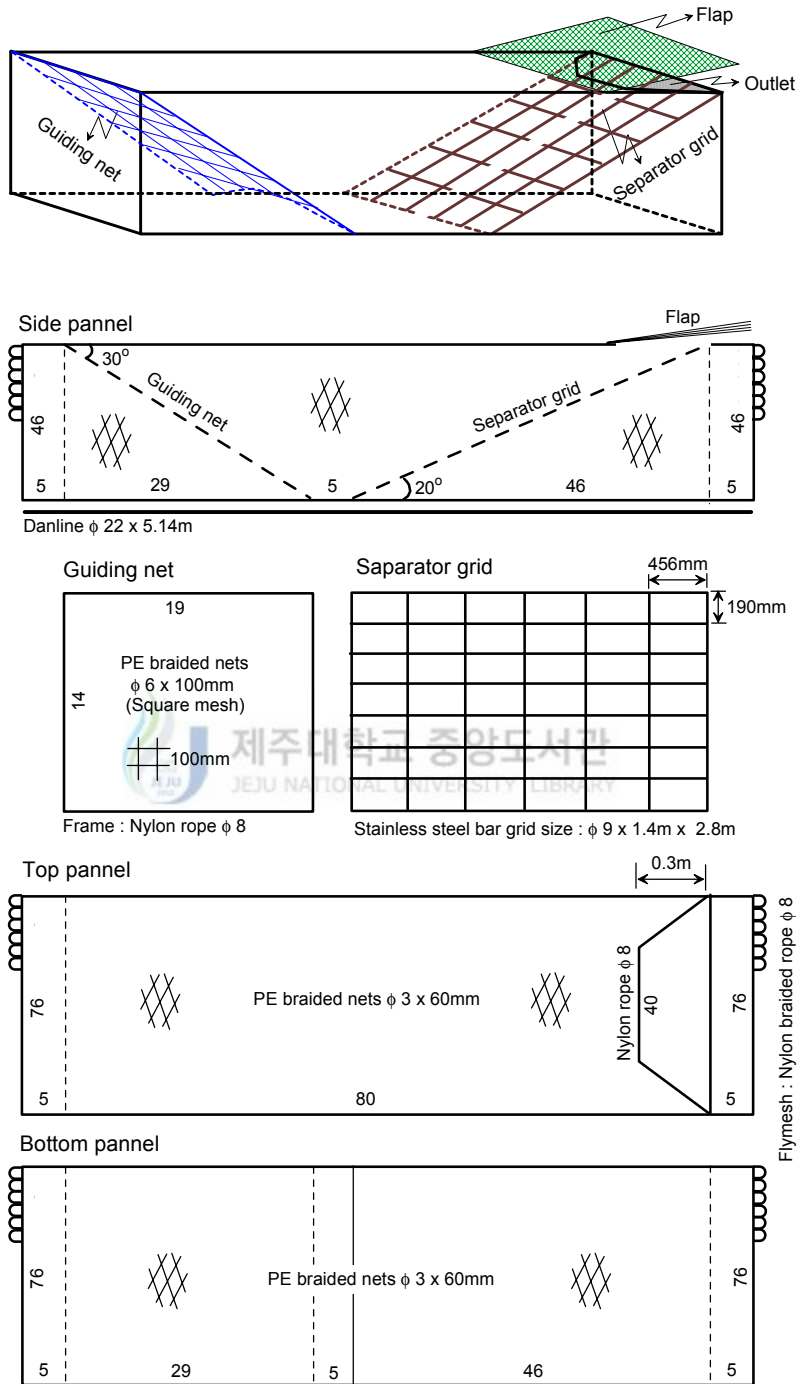 Flap
Outlet
Guiding net
Separator grid
Side pannel
Flap
30°
Guiding net
Separator grid
46
46
5
29
5
20°
46
5
Danline ϕ 22 x 5.14m
Guiding net
Saparator grid
456mm
190mm
19
14
PE braided nets
ϕ 6 x 100mm
(Square mesh)
100mm
제주대학교 중앙도서관
JEJU NATIONAL UNIVERSITY LIBRARY
JEJU
1952
Frame : Nylon rope ϕ 8
Stainless steel bar grid size : ϕ 9 x 1.4m x 2.8m
Top pannel
0.3m
76
PE braided nets ϕ 3 x 60mm
Nylon rope ϕ 8
40
76
5
80
5
Flymesh : Nylon braided rope ϕ 8
Bottom pannel
76
PE braided nets ϕ 3 x 60mm
76
5
29
5
46
5